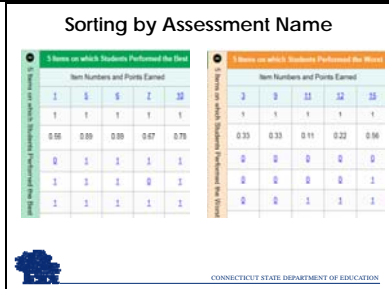 Sorting by Assessment Name
5 Items on which Students Performed the Best
5 Items on which Students Performed the Best
Item Numbers and Points Earned
1 5 6 7 10
1 1 1 1 1
0.56 0.89 0.89 0.67 0.78
0 1 1 1 1
1 1 1 0 1
1 1 1 1 1
5 Items on which Students Performed the Worst
5 Items on which Students Performed the Worst
Item Numbers and Points Earned
3 9 11 12 15
1 1 1 1 1
0.33 0.33 0.11 0.22 0.56
0 0 0 0 0
0 0 0 0 1
0 0 1 1 1
CONNECTICUT STATE DEPARTMENT OF EDUCATION